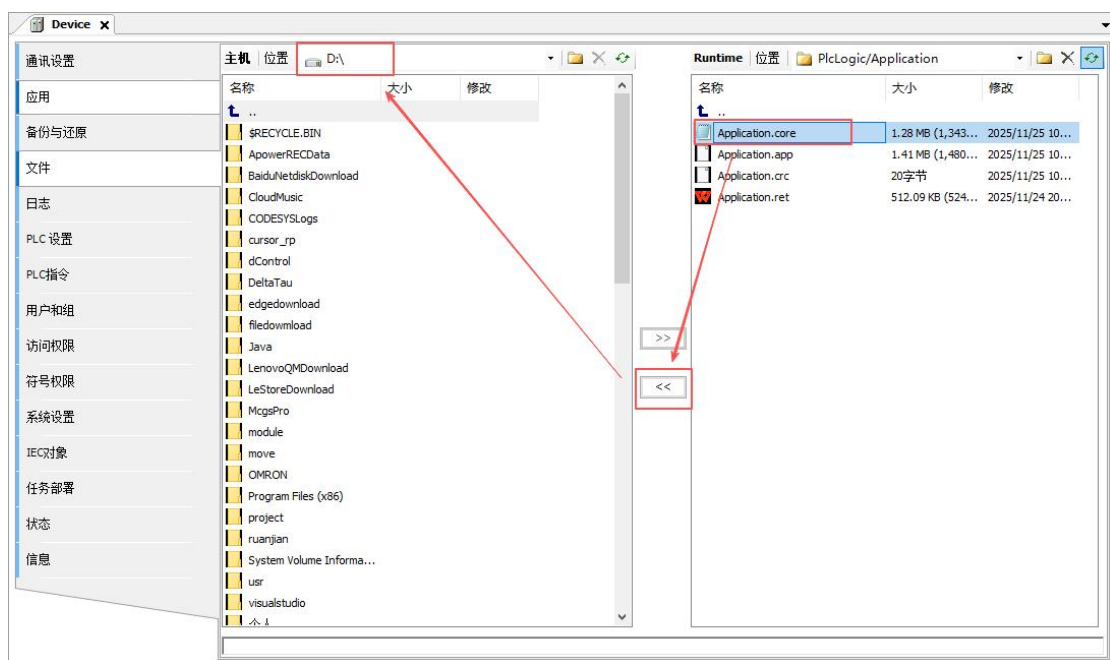 Device
通讯设置
应用
备份与还原
文件
日志
PLC 设置
PLC指令
用户和组
访问权限
符号权限
系统设置
IEC对象
任务部署
状态
信息
主机 位置 D:\
名称 大小 修改
..
$RECYCLE.BIN
ApowerRECData
BaiduNetdiskDownload
CloudMusic
CODESYSLogs
cursor_rp
dControl
DeltaTau
edgedownload
filedowmload
Java
LenovoQMDownload
LeStoreDownload
McgsPro
module
move
OMRON
Program Files (x86)
project
ruanjian
System Volume Informa...
usr
visualstudio
>>
<<
Runtime 位置 PlcLogic/Application
名称 大小 修改
..
Application.core 1.28 MB (1,343... 2025/11/25 10...
Application.app 1.41 MB (1,480... 2025/11/25 10...
Application.crc 20字节 2025/11/25 10...
Application.ret 512.09 KB (524... 2025/11/24 20...